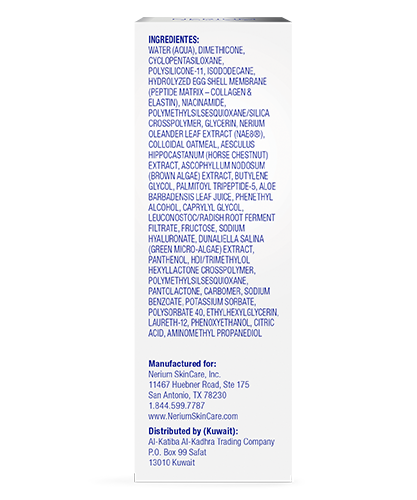 INGREDIENTES:
WATER (AQUA), DIMETHICONE,
CYCLOPENTASILOXANE,
POLYSILICONE-11, ISODODECANE,
HYDROLYZED EGG SHELL MEMBRANE
(PEPTIDE MATRIX – COLLAGEN &
ELASTIN), NIACINAMIDE,
POLYMETHYLSILSESQUIOXANE/SILICA
CROSSPOLYMER, GLYCERIN, NERIUM
OLEANDER LEAF EXTRACT (NAE8®),
COLLOIDAL OATMEAL, AESCULUS
HIPPOCASTANUM (HORSE CHESTNUT)
EXTRACT, ASCOPHYLLUM NODOSUM
(BROWN ALGAE) EXTRACT, BUTYLENE
GLYCOL, PALMITOYL TRIPEPTIDE-5, ALOE
BARBADENSIS LEAF JUICE, PHENETHYL
ALCOHOL, CAPRYLYL GLYCOL,
LEUCONOSTOC/RADISH ROOT FERMENT
FILTRATE, FRUCTOSE, SODIUM
HYALURONATE, DUNALIELLA SALINA
(GREEN MICRO-ALGAE) EXTRACT,
PANTHENOL, HDI/TRIMETHYLOL
HEXYLLACTONE CROSSPOLYMER,
POLYMETHYLSILSESQUIOXANE,
PANTOLACTONE, CARBOMER, SODIUM
BENZOATE, POTASSIUM SORBATE,
POLYSORBATE 40, ETHYLHEXYLGLYCERIN,
LAURETH-12, PHENOXYETHANOL, CITRIC
ACID, AMINOMETHYL PROPANEDIOL
Manufactured for:
Nerium SkinCare, Inc.
11467 Huebner Road, Ste 175
San Antonio, TX 78230
1.844.599.7787
www.NeriumSkinCare.com
Distributed by (Kuwait):
Al-Katiba Al-Kadhra Trading Company
P.O. Box 99 Safat
13010 Kuwait